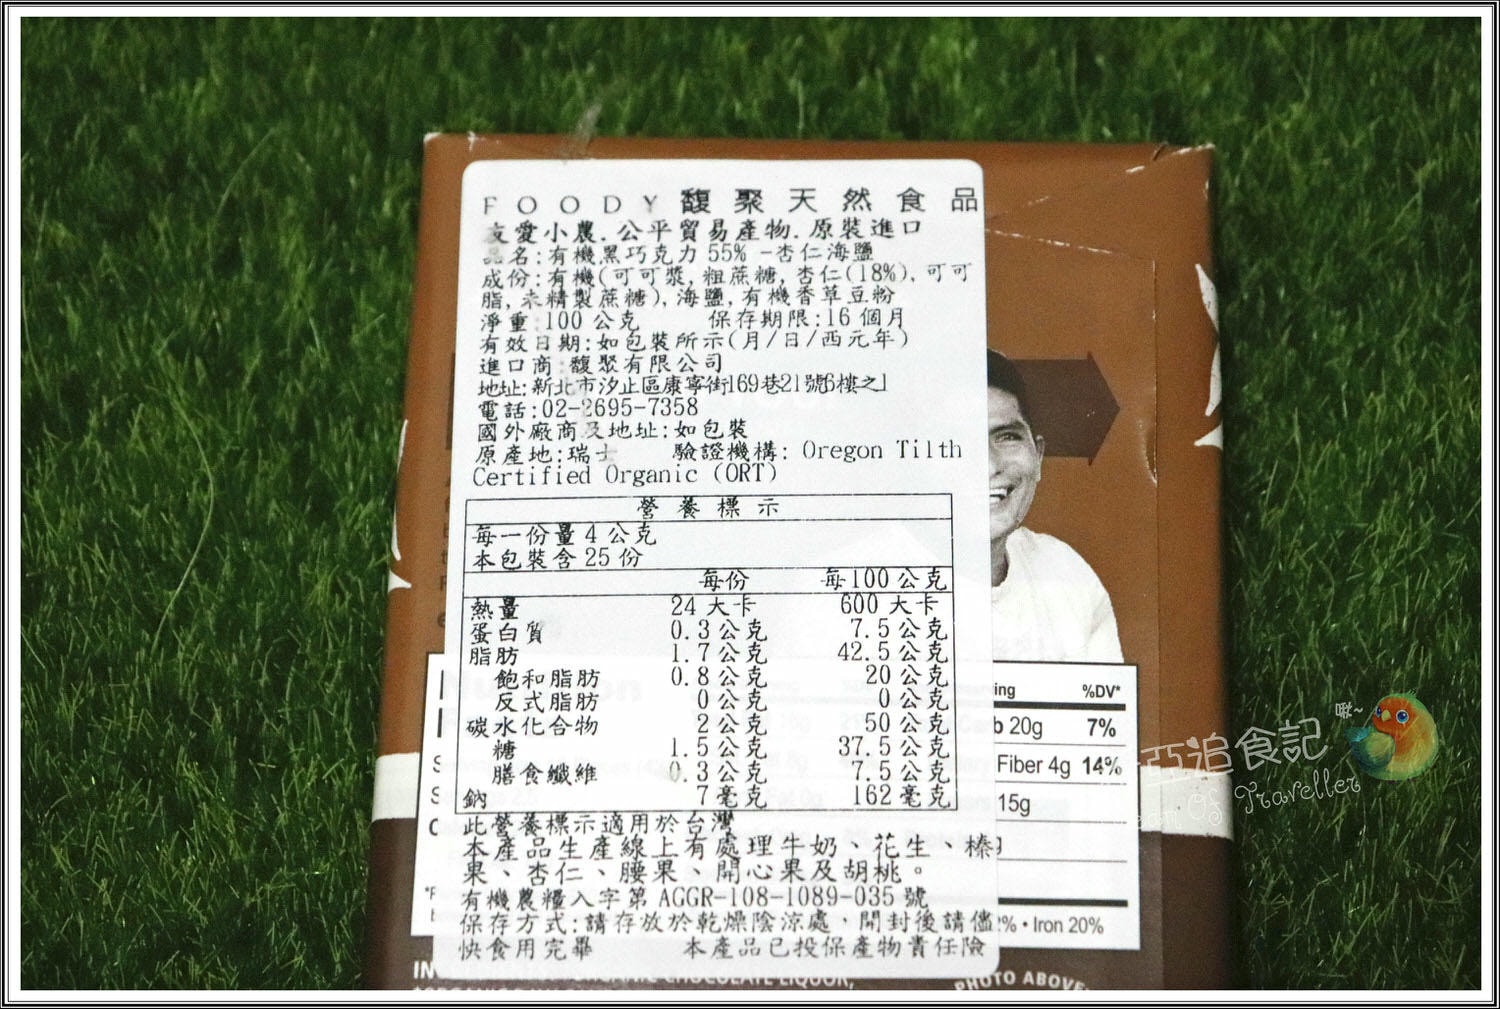 FOODY 馥聚天然食品
友愛小農.公平貿易產物.原裝進口
品名:有機黑巧克力 55% -杏仁海鹽
成份:有機(可可漿,粗蔗糖,杏仁(18%),可可
脂,未精製蔗糖),海鹽,有機香草豆粉
淨重:100 公克 保存期限:16 個月
有效日期:如包裝所示(月/日/西元年)
進口商:馥聚有限公司
地址:新北市汐止區康寧街169巷21號6樓之1
電話:02-2695-7358
國外廠商及地址:如包裝
原產地:瑞士 驗證機構: Oregon Tilth
Certified Organic (ORT)
營養標示
每一份量 4 公克
本包裝含 25 份
每份 每100公克
熱量 24 大卡 600 大卡
蛋白質 0.3公克 7.5公克
脂肪 1.7公克 42.5公克
飽和脂肪 0.8公克 20公克
反式脂肪 0公克 0公克
碳水化合物 2公克 50公克
糖 1.5公克 37.5公克
膳食纖維 0.3公克 7.5公克
鈉 7毫克 162毫克
此營養標示適用於台灣
本產品生產線上有處理牛奶、花生、榛
果、杏仁、腰果、開心果及胡桃。
有機農糧入字第 AGGR-108-1089-035 號
保存方式:請存放於乾燥陰涼處,開封後請儘
快食用完畢 本產品已投保產物責任險
%DV*
20g 7%
Fiber 4g 14%
15g
• Iron 20%
PHOTO ABOVE:
亞追食記
Of Traveller